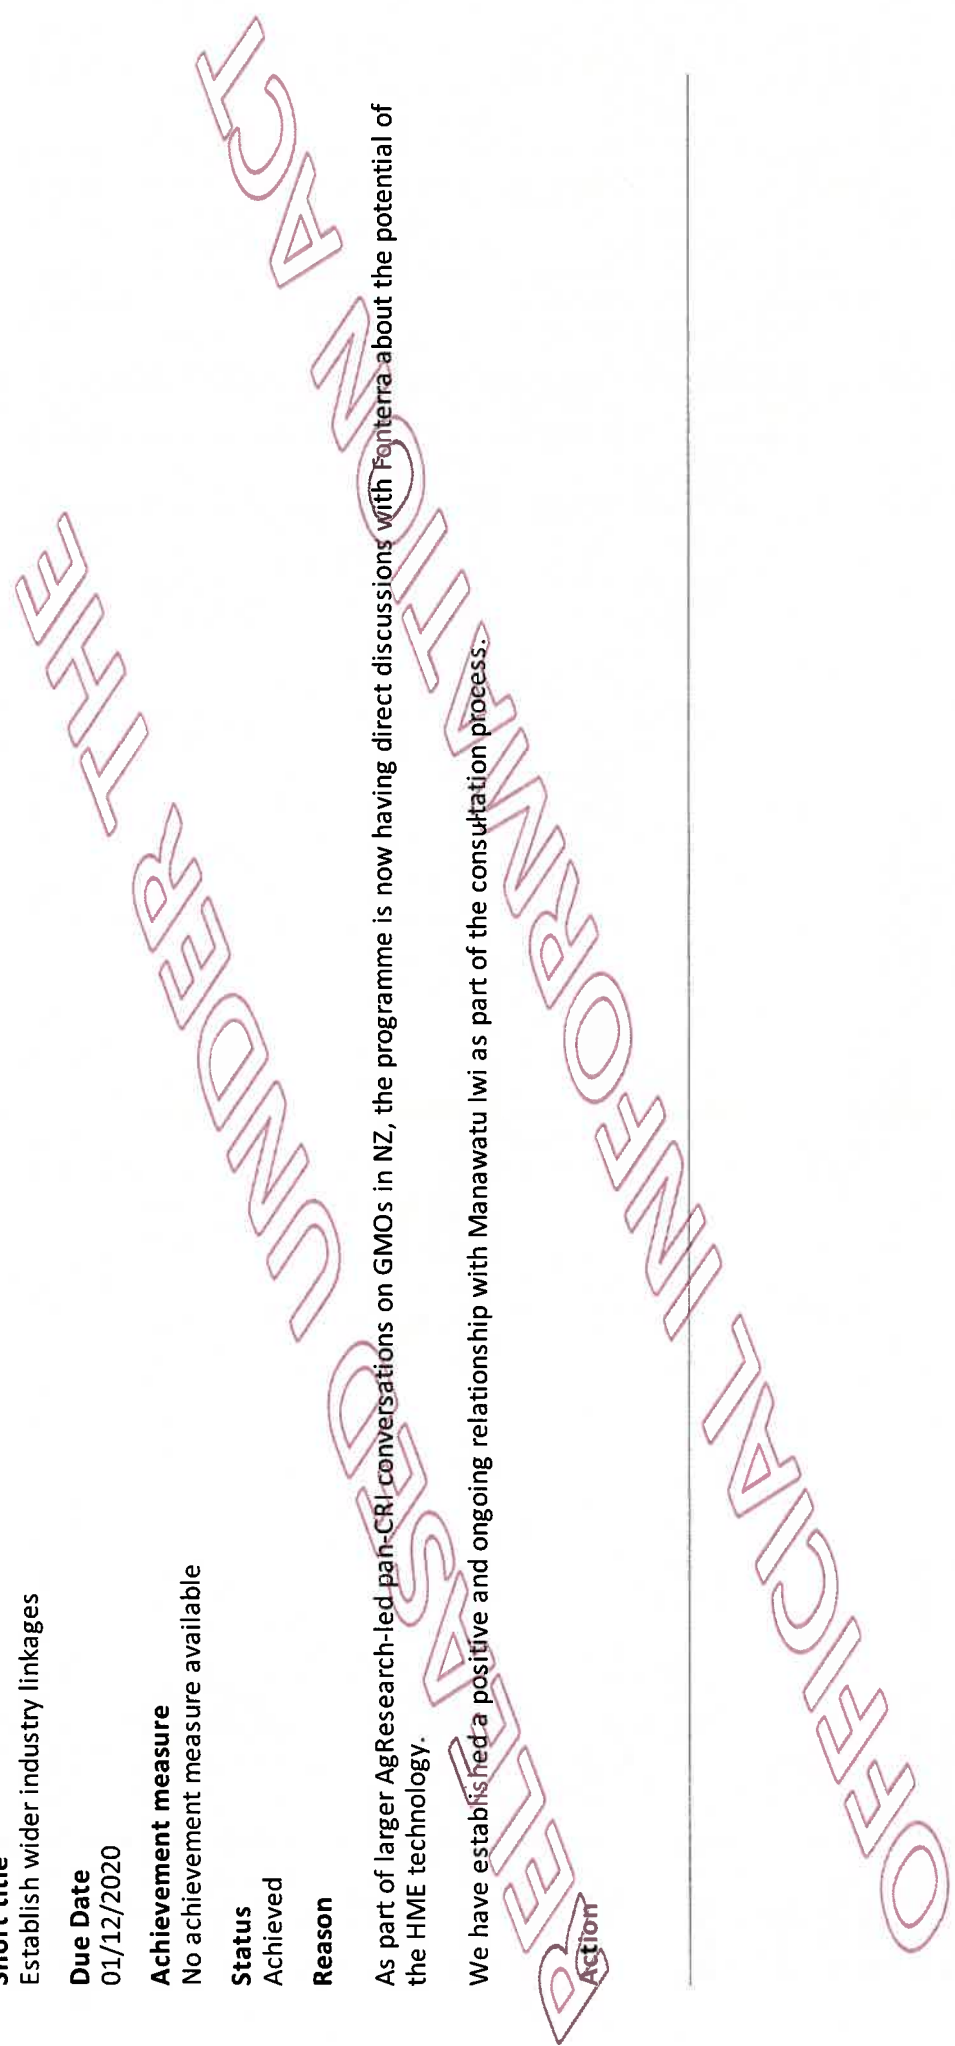 Short title
Establish wider industry linkages
Due Date
01/12/2020
Achievement measure
No achievement measure available
Status
Achieved
Reason
As part of larger AgResearch-led pan-CRI conversations on GMOs in NZ, the programme is now having direct discussions with Fonterra about the potential of
the HME technology.
We have established a positive and ongoing relationship with Manawatu Iwi as part of the consultation process.
Action
RELEASED UNDER THE
OFFICIAL INFORMATION ACT